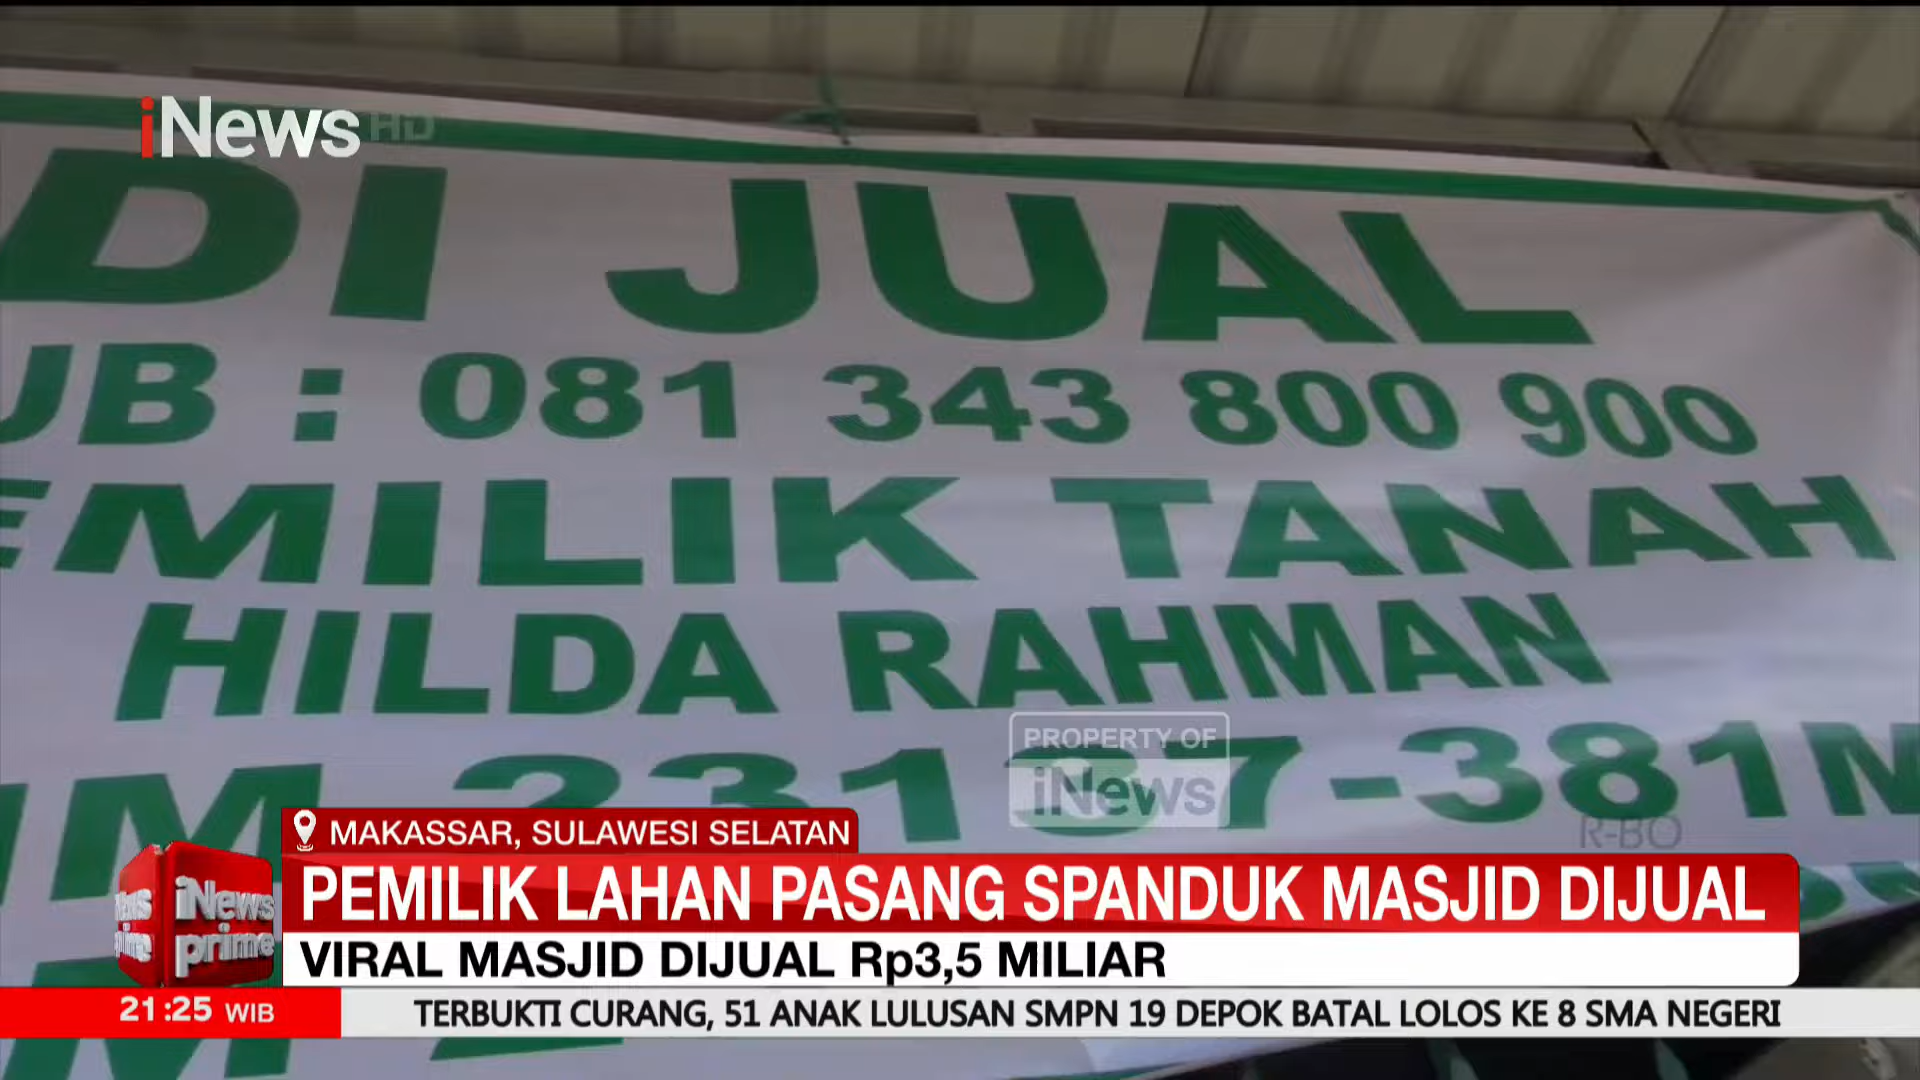 iNews HD
DI JUAL
UB : 081 343 800 900
EMILIK TANAH
HILDA RAHMAN
M 23137-381M
PROPERTY OF
iNews
R-BO
MAKASSAR, SULAWESI SELATAN
PEMILIK LAHAN PASANG SPANDUK MASJID DIJUAL
VIRAL MASJID DIJUAL Rp3,5 MILIAR
iNews
prime
21:25 WIB
TERBUKTI CURANG, 51 ANAK LULUSAN SMPN 19 DEPOK BATAL LOLOS KE 8 SMA NEGERI